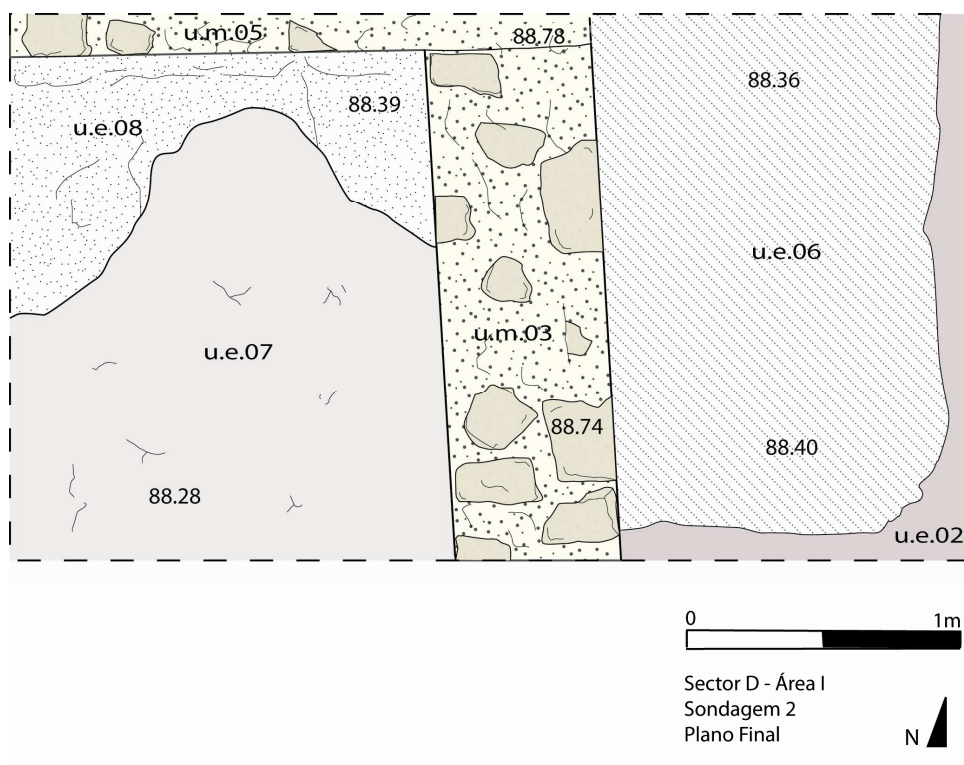 u.m.05
88.78
88.36
88.39
u.e.08
u.e.06
u.m.03
u.e.07
88.74
88.40
88.28
u.e.02
0 1m
Sector D - Área I
Sondagem 2
Plano Final
N